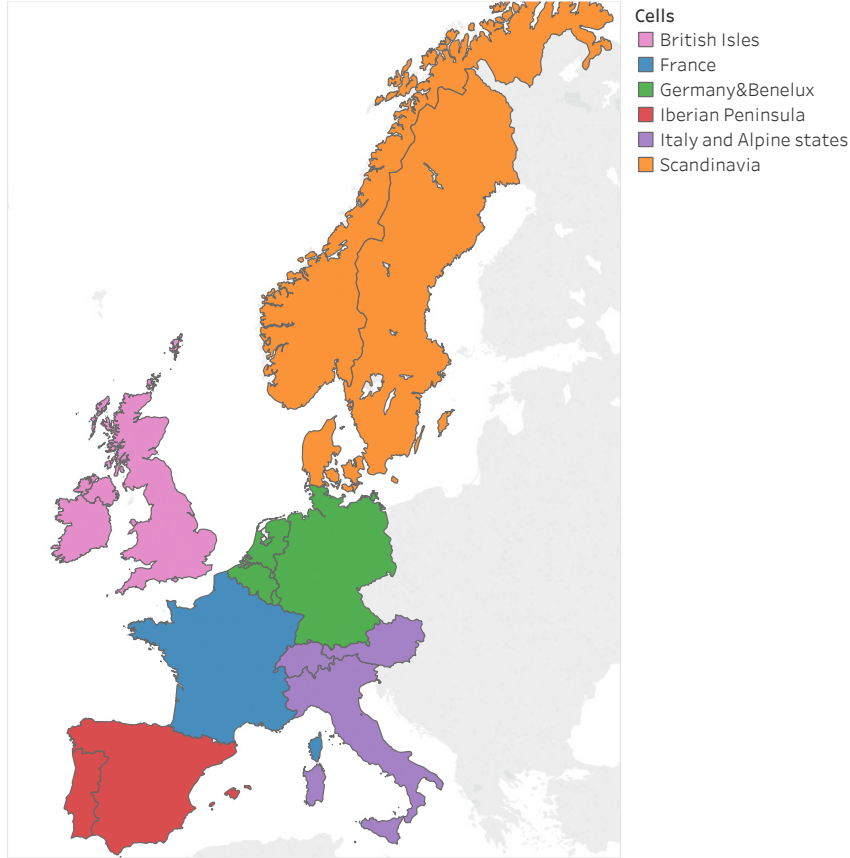 Cells
British Isles
France
Germany&Benelux
Iberian Peninsula
Italy and Alpine states
Scandinavia